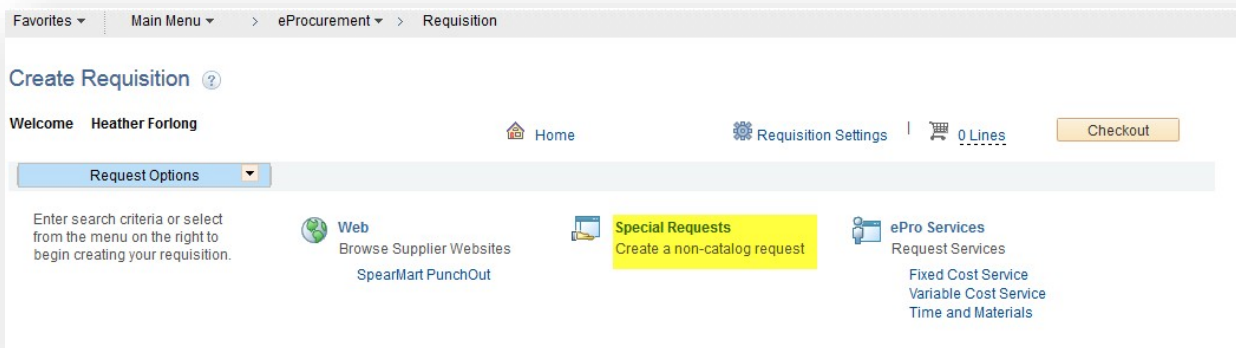 Favorites Main Menu > eProcurement > Requisition
Create Requisition ?
Welcome Heather Forlong
Home Requisition Settings | 0 Lines Checkout
Request Options
Enter search criteria or select
from the menu on the right to
begin creating your requisition.
Web
Browse Supplier Websites
SpearMart PunchOut
Special Requests
Create a non-catalog request
ePro Services
Request Services
Fixed Cost Service
Variable Cost Service
Time and Materials